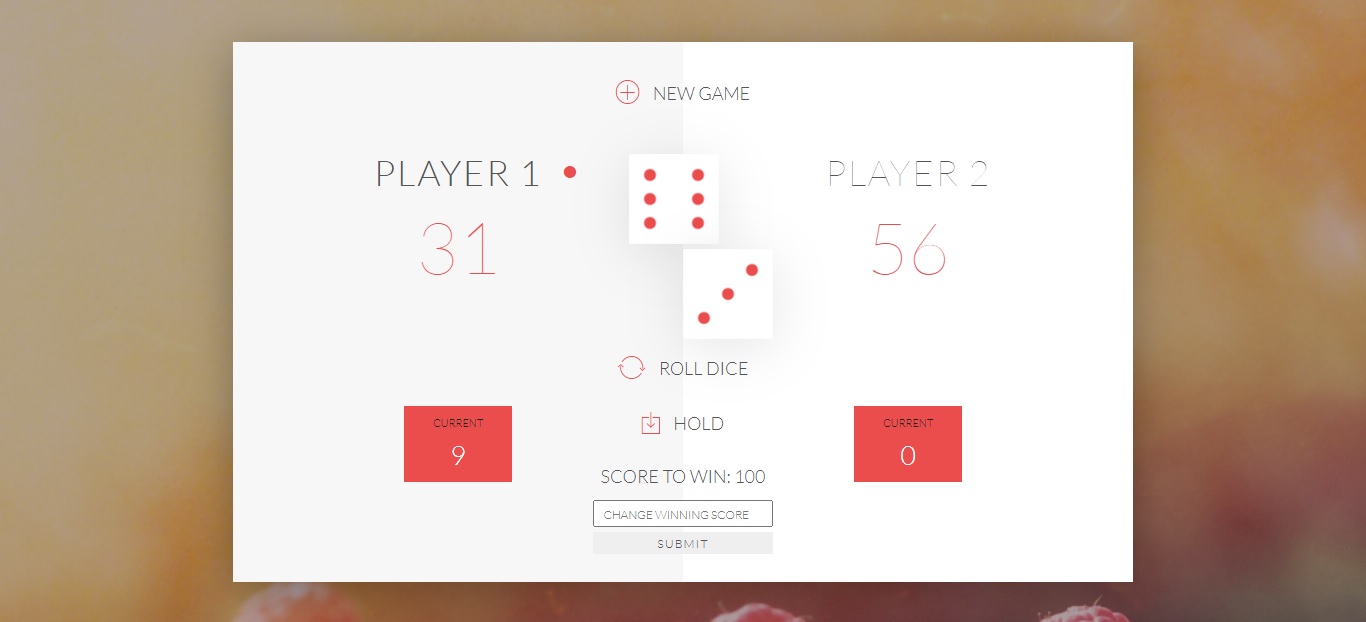 NEW GAME
PLAYER 1
PLAYER 2
31
56
ROLL DICE
HOLD
CURRENT
9
CURRENT
0
SCORE TO WIN: 100
CHANGE WINNING SCORE
SUBMIT